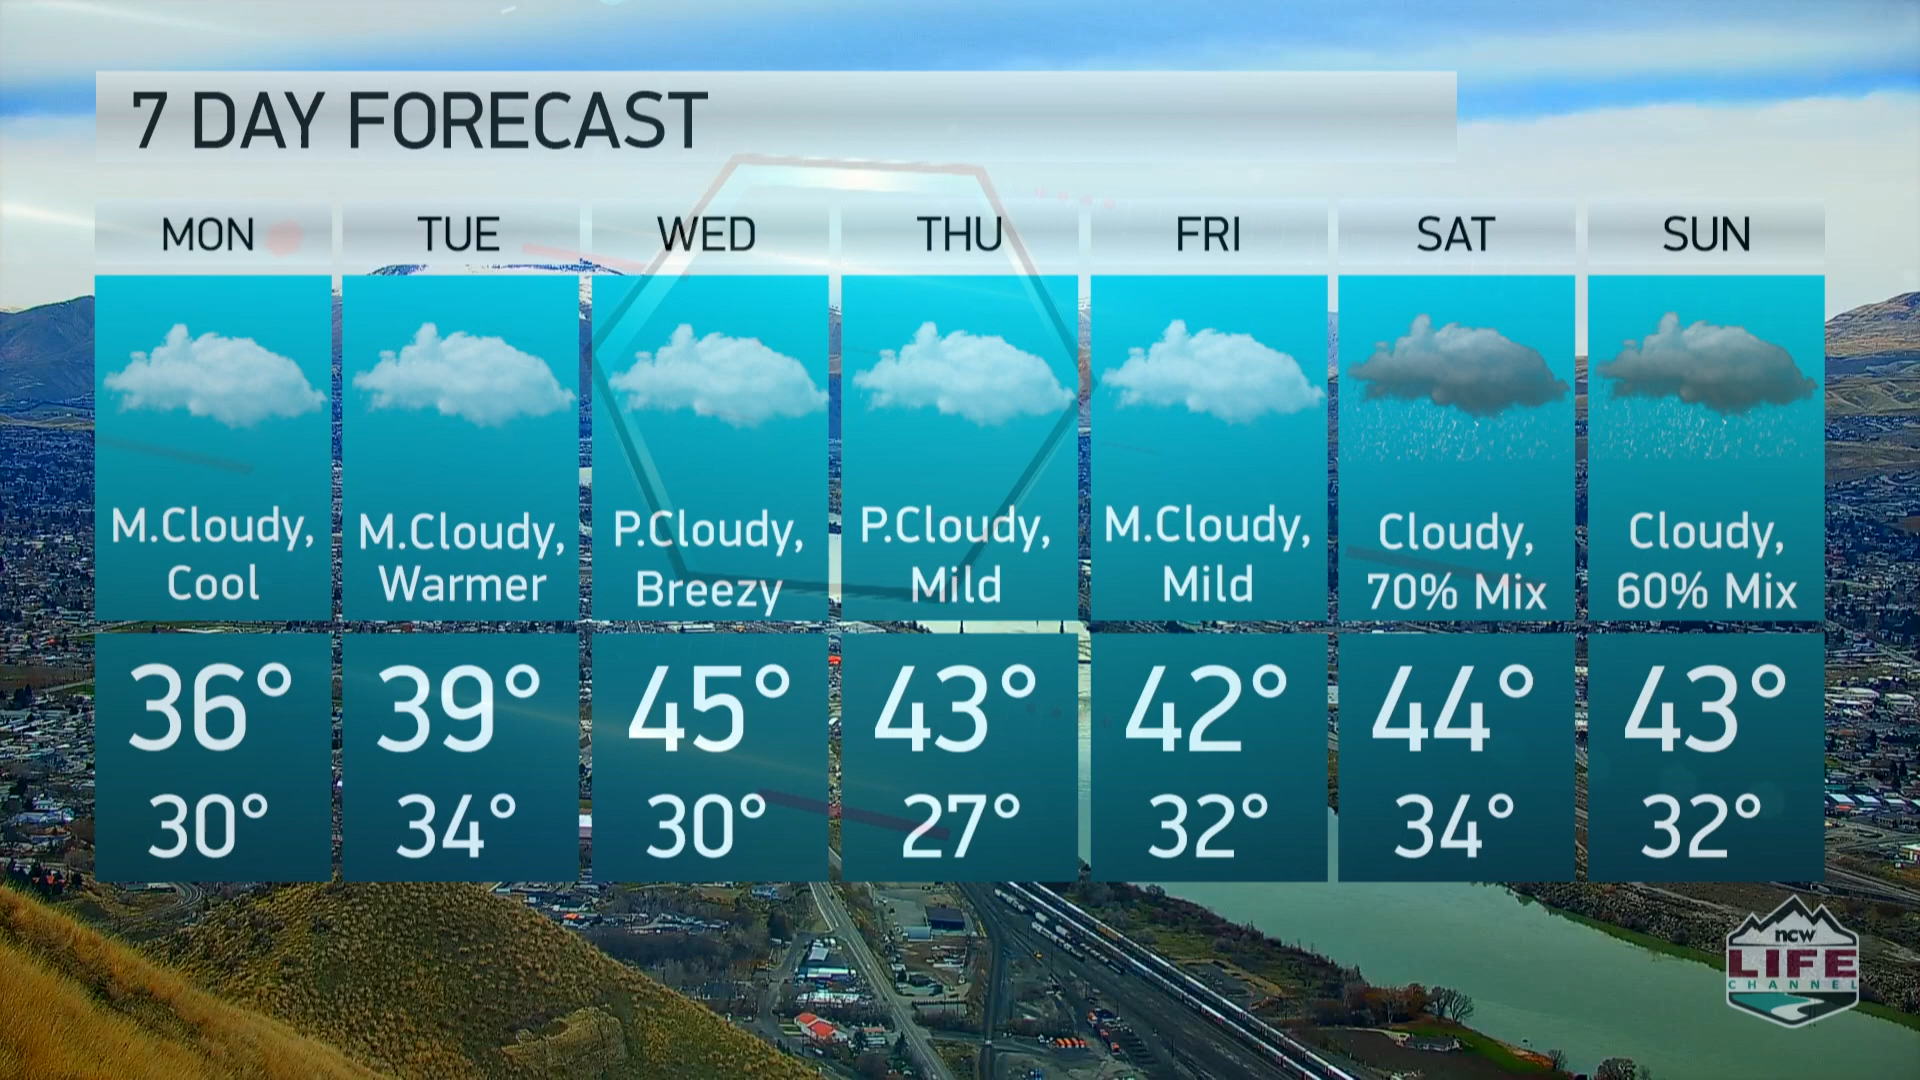 7 DAY FORECAST
MON TUE WED THU FRI SAT SUN
M.Cloudy,
Cool
M.Cloudy,
Warmer
P.Cloudy,
Breezy
P.Cloudy,
Mild
M.Cloudy,
Mild
Cloudy,
70% Mix
Cloudy,
60% Mix
36° 39° 45° 43° 42° 44° 43°
30° 34° 30° 27° 32° 34° 32°
ncw
LIFE
CHANNEL